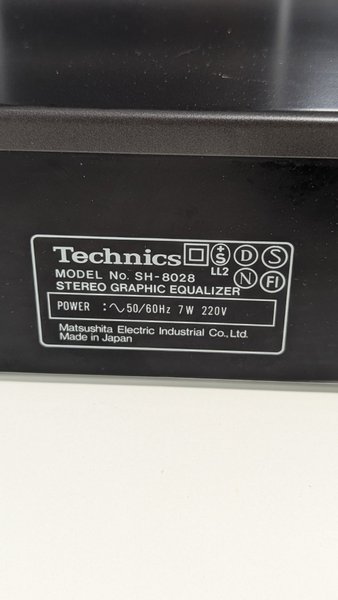 Technics +S D S
MODEL No. SH-8028 LL2 N FI
STEREO GRAPHIC EQUALIZER
POWER :∿50/60Hz 7W 220V
Matsushita Electric Industrial Co., Ltd.
Made in Japan